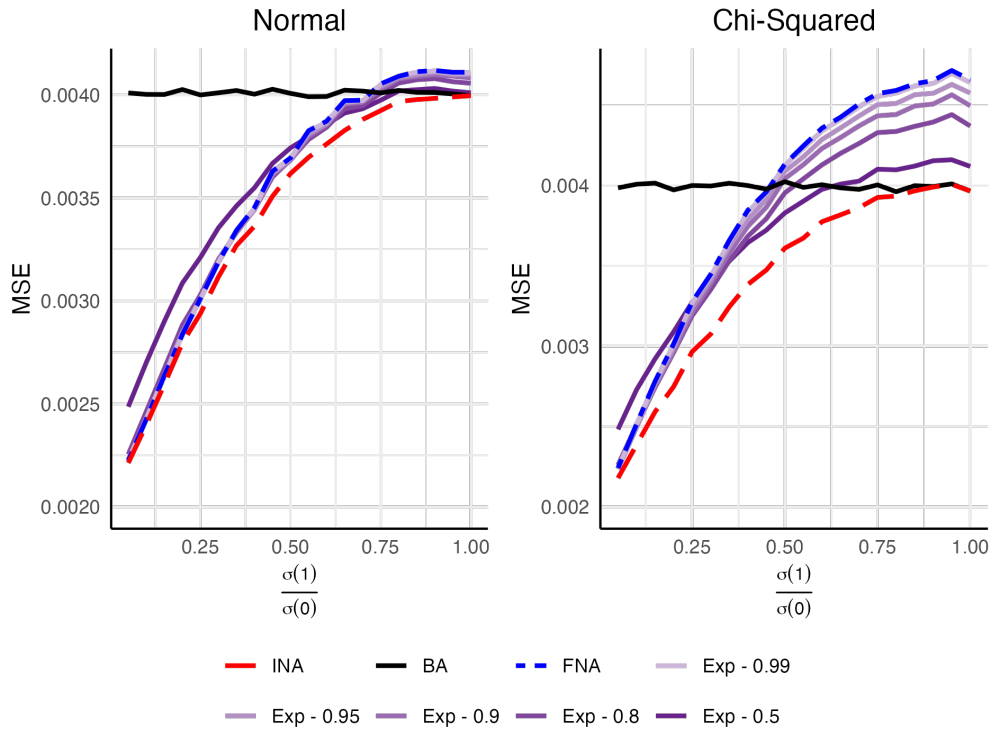 Normal
Chi-Squared
MSE
0.0040
0.0035
0.0030
0.0025
0.0020
0.25 0.50 0.75 1.00
σ(1)
σ(0)
MSE
0.004
0.003
0.002
0.25 0.50 0.75 1.00
σ(1)
σ(0)
INA BA FNA Exp - 0.99
Exp - 0.95 Exp - 0.9 Exp - 0.8 Exp - 0.5